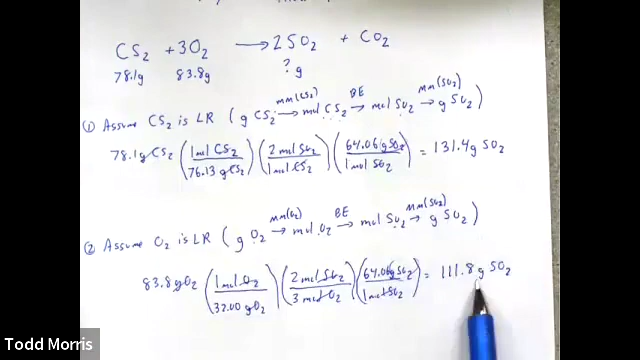 CS₂ + 3O₂ → 2SO₂ + CO₂
78.1g 83.8g ? g
① Assume CS₂ is LR ( g CS₂ →MM(CS₂) mol CS₂ →BE mol SO₂ →MM(SO₂) g SO₂ )
78.1g CS₂ (1 mol CS₂ / 76.13 g CS₂) (2 mol SO₂ / 1 mol CS₂) (64.06 g SO₂ / 1 mol SO₂) = 131.4g SO₂
② Assume O₂ is LR ( g O₂ →MM(O₂) mol O₂ →BE mol SO₂ →MM(SO₂) g SO₂ )
83.8g O₂ (1 mol O₂ / 32.00 g O₂) (2 mol SO₂ / 3 mol O₂) (64.06g SO₂ / 1 mol SO₂) = 111.8g SO₂
Todd Morris